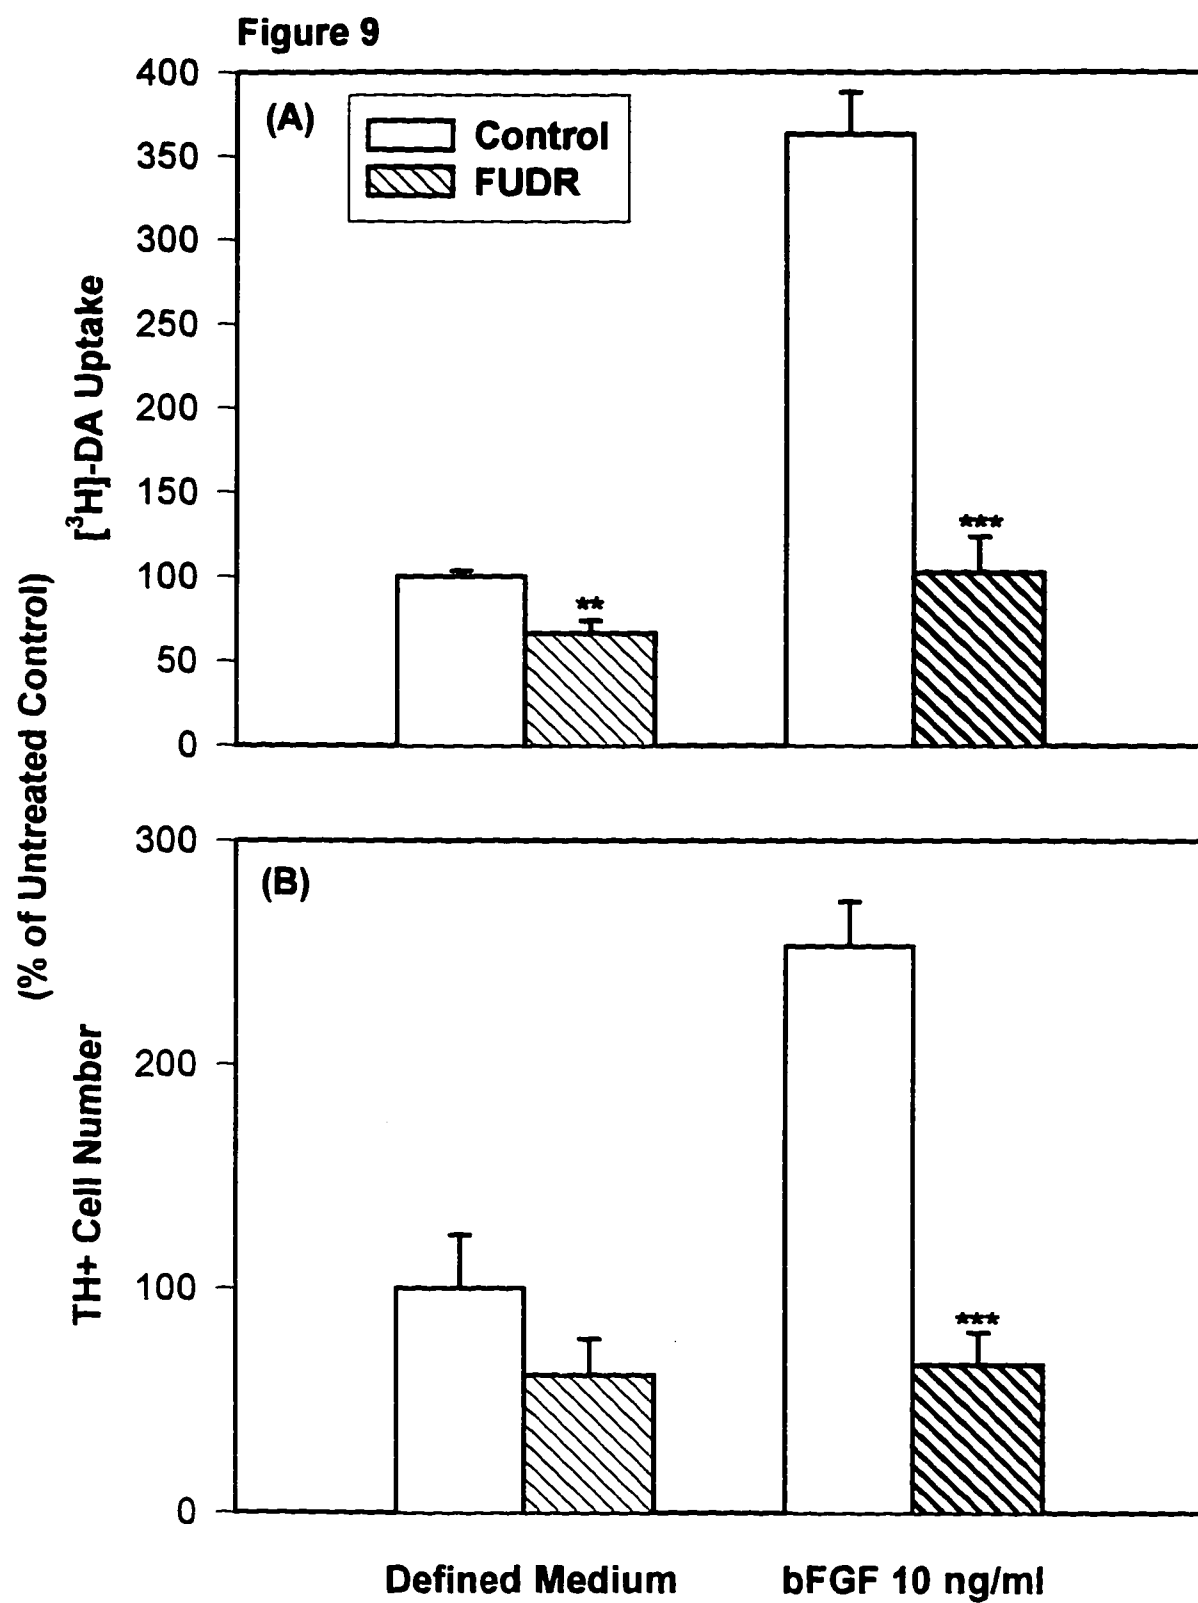 Figure 9
(% of Untreated Control)
[³H]-DA Uptake
400
350
300
250
200
150
100
50
0
(A)
Control
FUDR
**
***
TH+ Cell Number
300
200
100
0
(B)
***
Defined Medium
bFGF 10 ng/ml